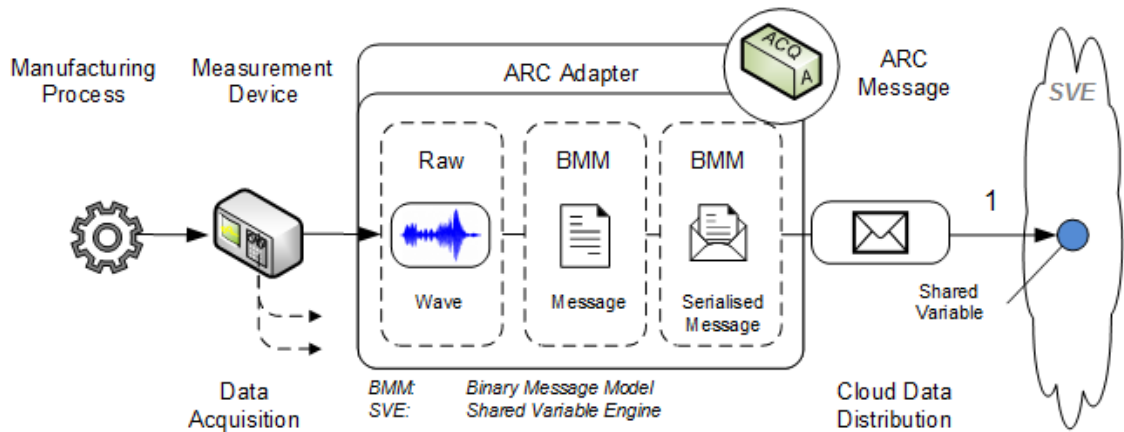 Manufacturing
Process
Measurement
Device
ARC Adapter
ACQ
A
ARC
Message
SVE
Raw
BMM
BMM
1
Wave
Message
Serialised
Message
Shared
Variable
Data
Acquisition
BMM: Binary Message Model
SVE: Shared Variable Engine
Cloud Data
Distribution